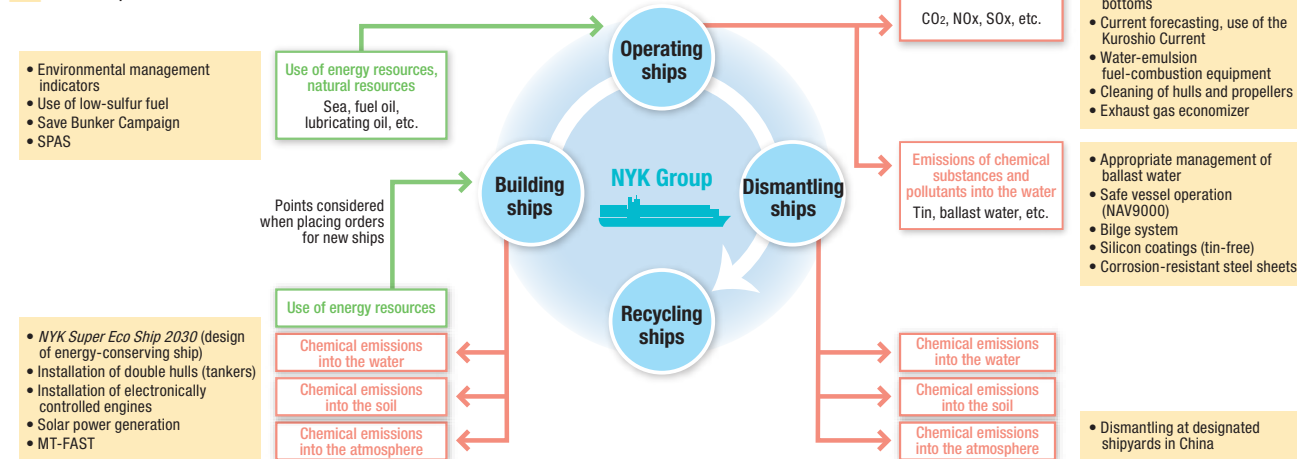 • Environmental management
indicators
• Use of low-sulfur fuel
• Save Bunker Campaign
• SPAS
Use of energy resources,
natural resources
Sea, fuel oil,
lubricating oil, etc.
Operating
ships
CO2, NOx, SOx, etc.
bottoms
• Current forecasting, use of the
Kuroshio Current
• Water-emulsion
fuel-combustion equipment
• Cleaning of hulls and propellers
• Exhaust gas economizer
Points considered
when placing orders
for new ships
Building
ships
NYK Group
Dismantling
ships
Emissions of chemical
substances and
pollutants into the water
Tin, ballast water, etc.
• Appropriate management of
ballast water
• Safe vessel operation
(NAV9000)
• Bilge system
• Silicon coatings (tin-free)
• Corrosion-resistant steel sheets
Recycling
ships
• NYK Super Eco Ship 2030 (design
of energy-conserving ship)
• Installation of double hulls (tankers)
• Installation of electronically
controlled engines
• Solar power generation
• MT-FAST
Use of energy resources
Chemical emissions
into the water
Chemical emissions
into the soil
Chemical emissions
into the atmosphere
Chemical emissions
into the water
Chemical emissions
into the soil
Chemical emissions
into the atmosphere
• Dismantling at designated
shipyards in China